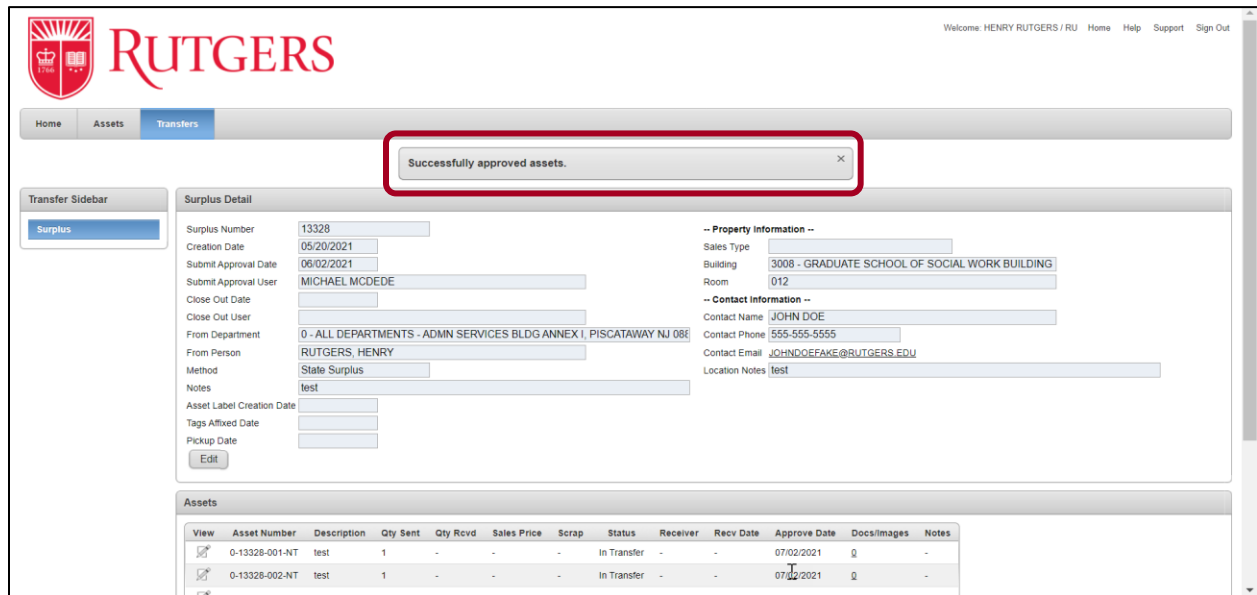 Welcome: HENRY RUTGERS / RU Home Help Support Sign Out
1766
RUTGERS
Home Assets Transfers
Successfully approved assets. ×
Transfer Sidebar
Surplus
Surplus Detail
Surplus Number 13328
Creation Date 05/20/2021
Submit Approval Date 06/02/2021
Submit Approval User MICHAEL MCDEDE
Close Out Date
Close Out User
From Department 0 - ALL DEPARTMENTS - ADMN SERVICES BLDG ANNEX I, PISCATAWAY NJ 088
From Person RUTGERS, HENRY
Method State Surplus
Notes test
Asset Label Creation Date
Tags Affixed Date
Pickup Date
Edit
-- Property Information --
Sales Type
Building 3008 - GRADUATE SCHOOL OF SOCIAL WORK BUILDING
Room 012
-- Contact Information --
Contact Name JOHN DOE
Contact Phone 555-555-5555
Contact Email JOHNDOEFAKE@RUTGERS.EDU
Location Notes test
Assets
View Asset Number Description Qty Sent Qty Rcvd Sales Price Scrap Status Receiver Recv Date Approve Date Docs/Images Notes
0-13328-001-NT test 1 - - - In Transfer - - 07/02/2021 0 -
0-13328-002-NT test 1 - - - In Transfer - - 07/02/2021 0 -